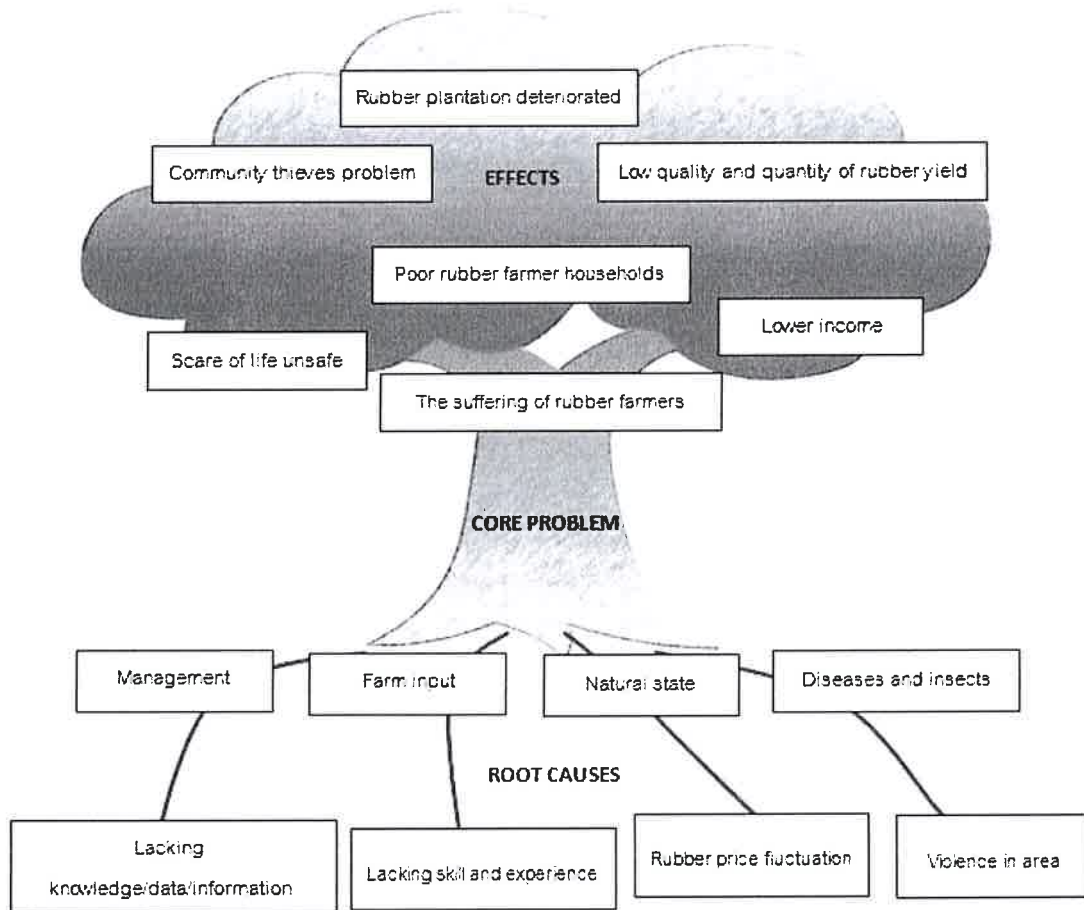 Rubber plantation deteriorated
Community thieves problem
EFFECTS
Low quality and quantity of rubber yield
Poor rubber farmer households
Lower income
Scare of life unsafe
The suffering of rubber farmers
CORE PROBLEM
Management
Farm input
Natural state
Diseases and insects
ROOT CAUSES
Lacking
knowledge/data/information
Lacking skill and experience
Rubber price fluctuation
Violence in area